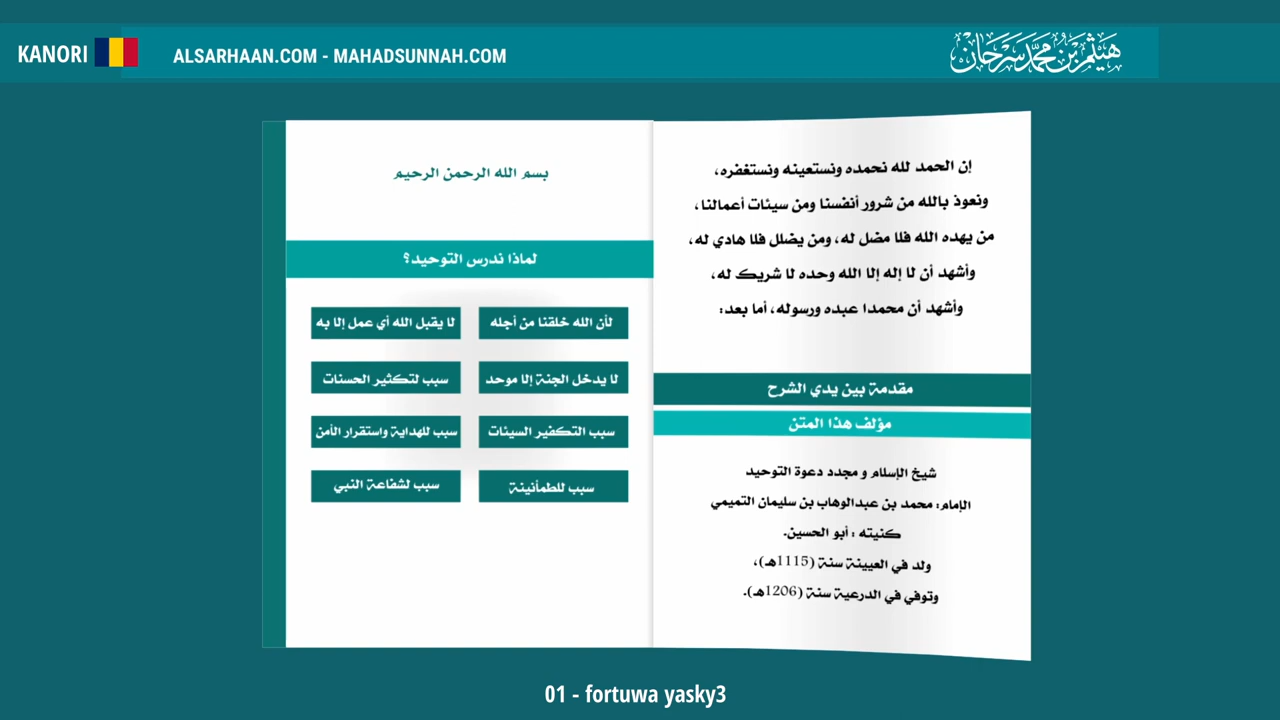 KANORI
ALSARHAAN.COM - MAHADSUNNAH.COM
هيثم بن محمد سرحان
إن الحمد لله نحمده ونستعينه ونستغفره،
ونعوذ بالله من شرور أنفسنا ومن سيئات أعمالنا،
من يهده الله فلا مضل له، ومن يضلل فلا هادي له،
وأشهد أن لا إله إلا الله وحده لا شريك له،
وأشهد أن محمدا عبده ورسوله، أما بعد:
مقدمة بين يدي الشرح
مؤلف هذا المتن
شيخ الإسلام و مجدد دعوة التوحيد
الإمام: محمد بن عبدالوهاب بن سليمان التميمي
كنيته : أبو الحسين.
ولد في العيينة سنة (1115هـ)،
وتوفي في الدرعية سنة (1206هـ).
بسم الله الرحمن الرحيم
لماذا ندرس التوحيد؟
لأن الله خلقنا من أجله
لا يقبل الله أي عمل إلا به
لا يدخل الجنة إلا موحد
سبب لتكثير الحسنات
سبب التكفير السيئات
سبب للهداية واستقرار الأمن
سبب للطمأنينة
سبب لشفاعة النبي
01 - fortuwa yasky3